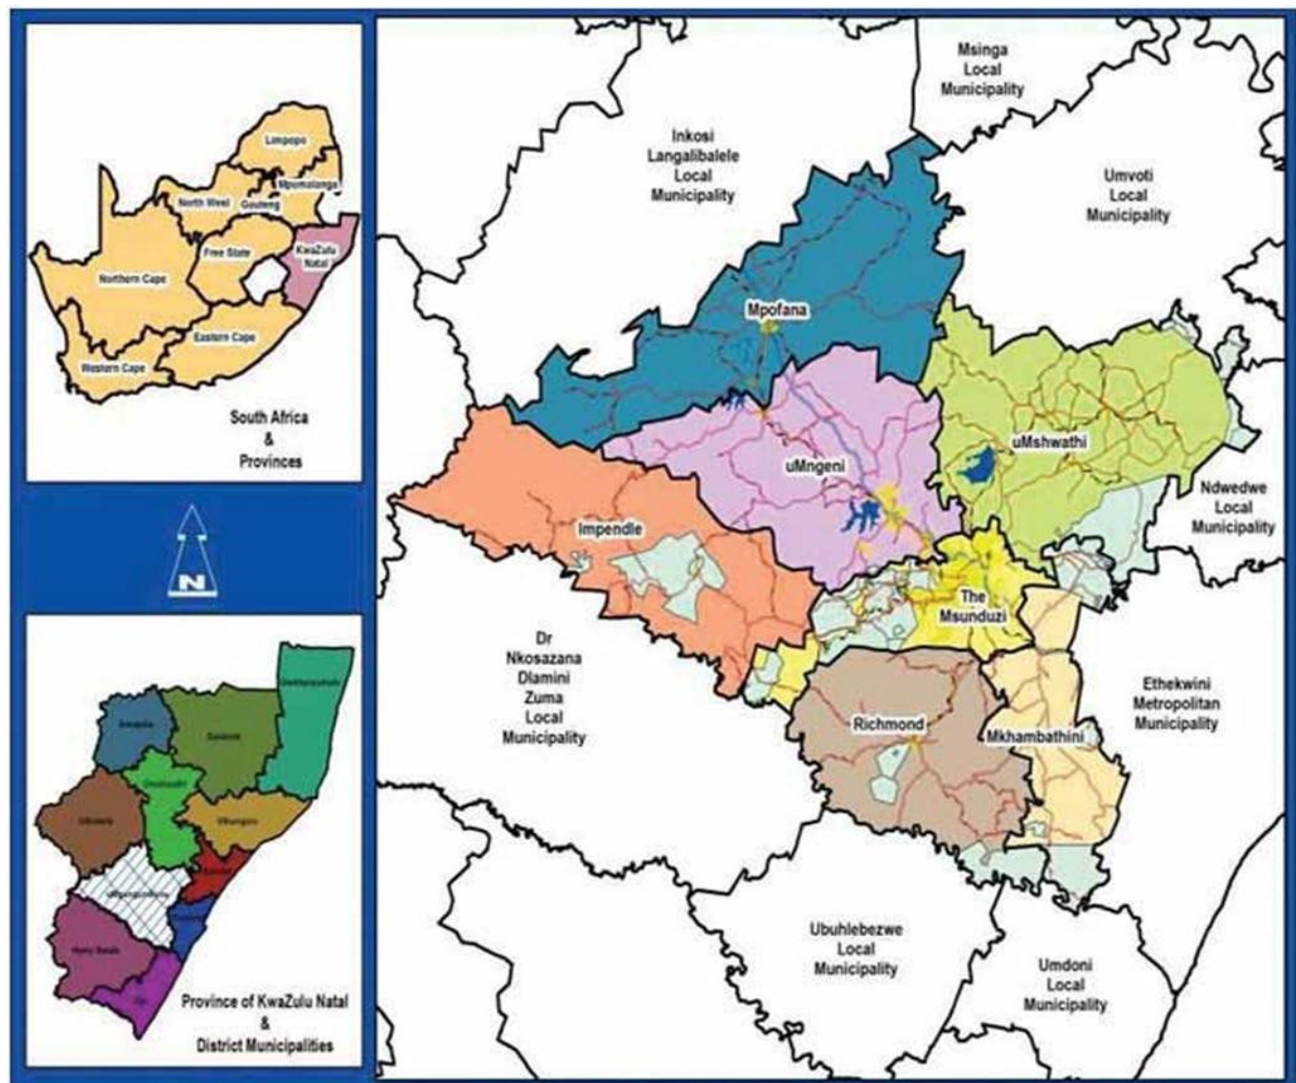 Limpopo
Mpumalanga
North West
Gauteng
Free State
KwaZulu
Natal
Northern Cape
Eastern Cape
Western Cape
South Africa
&
Provinces
N
Province of KwaZulu Natal
&
District Municipalities
Msinga
Local
Municipality
Inkosi
Langalibalele
Local
Municipality
Umvoti
Local
Municipality
Mpofana
uMshwathi
uMngeni
Ndwedwe
Local
Municipality
Impendle
The
Msunduzi
Dr
Nkosazana
Dlamini
Zuma
Local
Municipality
Ethekwini
Metropolitan
Municipality
Richmond
Mkhambathini
Ubuhlebezwe
Local
Municipality
Umdoni
Local
Municipality